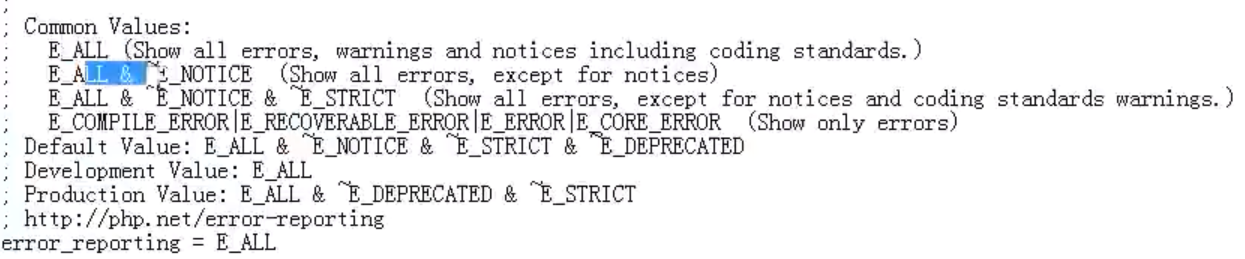 ;
; Common Values:
;   E_ALL (Show all errors, warnings and notices including coding standards.)
;   E_ALL & ~E_NOTICE  (Show all errors, except for notices)
;   E_ALL & ~E_NOTICE & ~E_STRICT  (Show all errors, except for notices and coding standards warnings.)
;   E_COMPILE_ERROR|E_RECOVERABLE_ERROR|E_ERROR|E_CORE_ERROR  (Show only errors)
; Default Value: E_ALL & ~E_NOTICE & ~E_STRICT & ~E_DEPRECATED
; Development Value: E_ALL
; Production Value: E_ALL & ~E_DEPRECATED & ~E_STRICT
; http://php.net/error-reporting
error_reporting = E_ALL